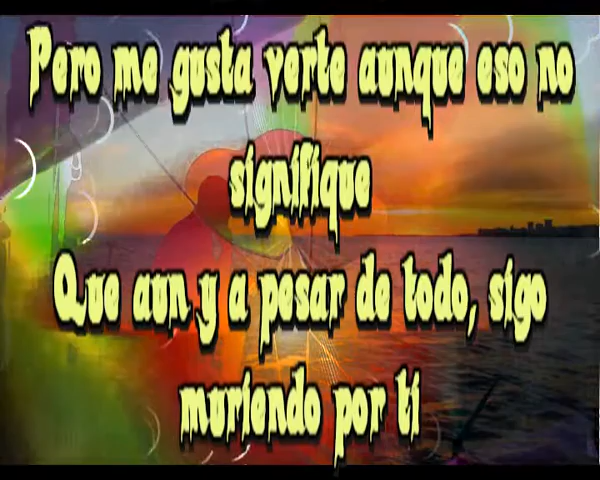 Pero me gusta verte aunque eso no
signifique
Que aun y a pesar de todo, sigo
muriendo por ti